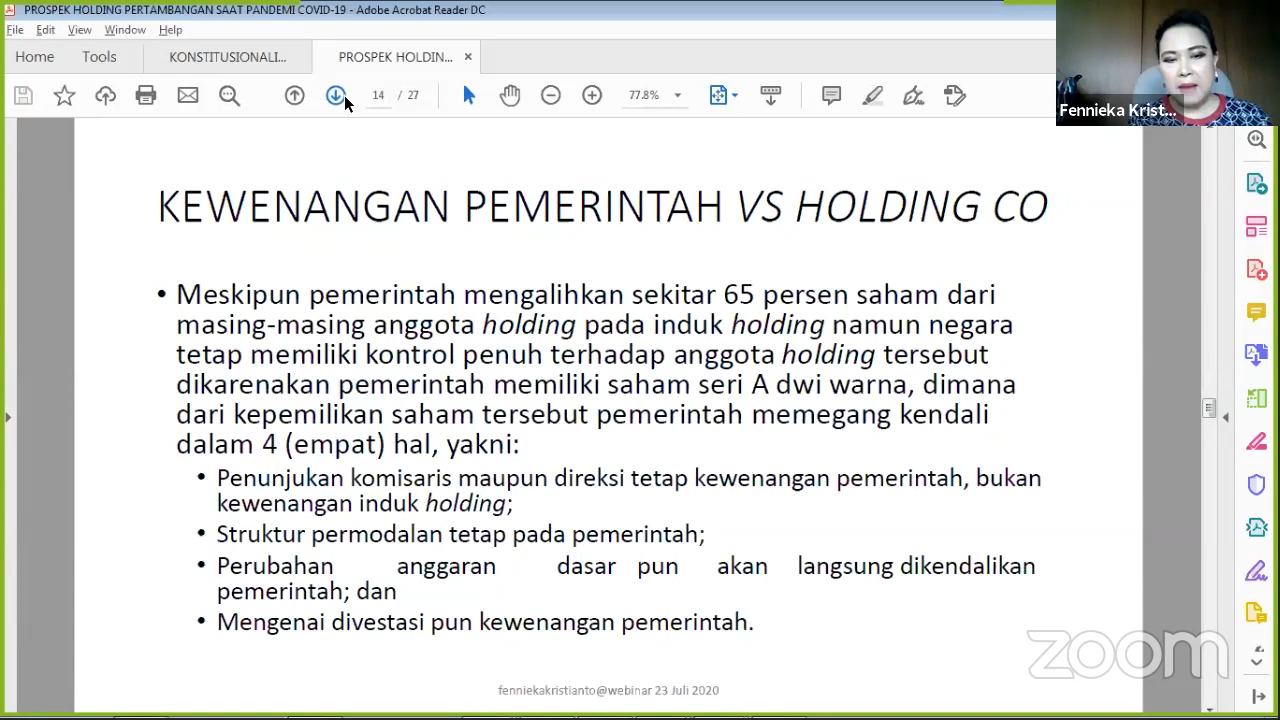 PROSPEK HOLDING PERTAMBANGAN SAAT PANDEMI COVID-19 - Adobe Acrobat Reader DC
File Edit View Window Help
Home Tools KONSTITUSIONALI... PROSPEK HOLDIN... ×
14 / 27 77.8%
Fennieka Krist...
KEWENANGAN PEMERINTAH VS HOLDING CO
• Meskipun pemerintah mengalihkan sekitar 65 persen saham dari
masing-masing anggota holding pada induk holding namun negara
tetap memiliki kontrol penuh terhadap anggota holding tersebut
dikarenakan pemerintah memiliki saham seri A dwi warna, dimana
dari kepemilikan saham tersebut pemerintah memegang kendali
dalam 4 (empat) hal, yakni:
• Penunjukan komisaris maupun direksi tetap kewenangan pemerintah, bukan
kewenangan induk holding;
• Struktur permodalan tetap pada pemerintah;
• Perubahan anggaran dasar pun akan langsung dikendalikan
pemerintah; dan
• Mengenai divestasi pun kewenangan pemerintah.
zoom
fenniekakristianto@webinar 23 Juli 2020